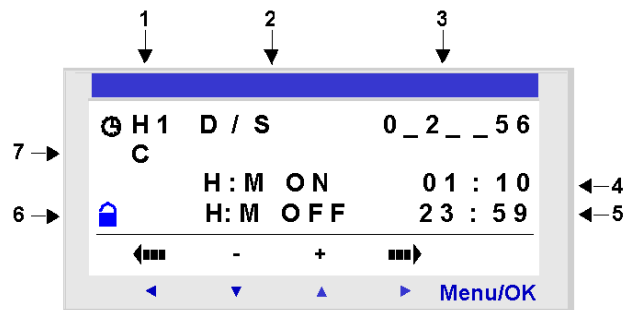 1 2 3
H1 D / S 0_2__56
7 C
H:M ON 01 : 10 4
6 H:M OFF 23 : 59 5
- +
Menu/OK